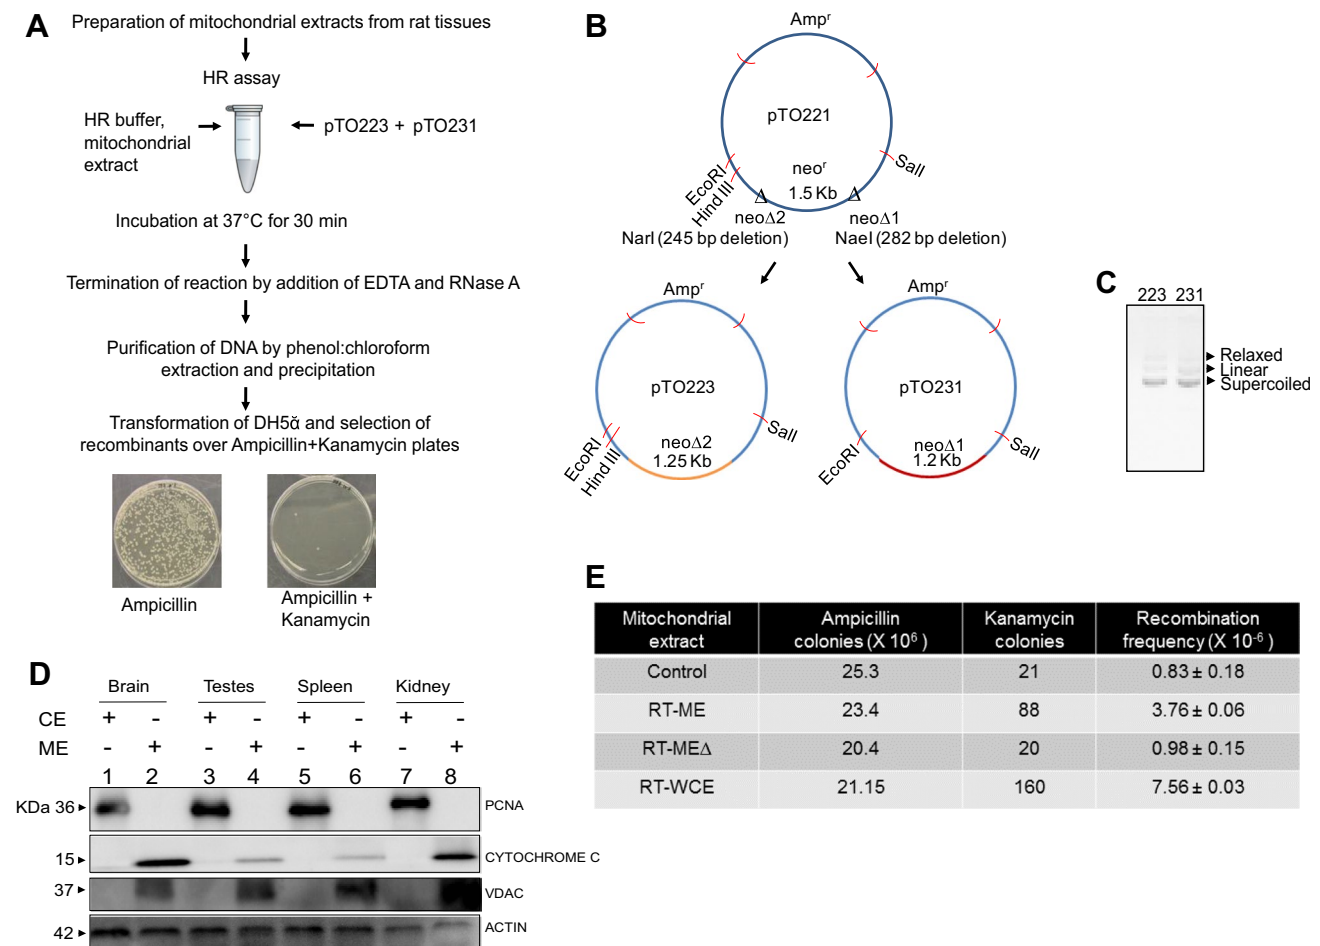 A
Preparation of mitochondrial extracts from rat tissues
HR assay
HR buffer,
mitochondrial
extract
pTO223 + pTO231
Incubation at 37°C for 30 min
Termination of reaction by addition of EDTA and RNase A
Purification of DNA by phenol:chloroform
extraction and precipitation
Transformation of DH5ᾰ and selection of
recombinants over Ampicillin+Kanamycin plates
Ampicillin
Ampicillin +
Kanamycin
B
Ampʳ
pTO221
SalI
EcoRI
Hind III
neoʳ
1.5 Kb
Δ
Δ
neoΔ2
NarI (245 bp deletion)
neoΔ1
NaeI (282 bp deletion)
Ampʳ
pTO223
SalI
EcoRI
Hind III
neoΔ2
1.25 Kb
Ampʳ
pTO231
SalI
EcoRI
neoΔ1
1.2 Kb
C
223 231
Relaxed
Linear
Supercoiled
D
Brain Testes Spleen Kidney
CE + - + - + - + -
ME - + - + - + - +
1 2 3 4 5 6 7 8
KDa 36 PCNA
15 CYTOCHROME C
37 VDAC
42 ACTIN
E
Mitochondrial extract Ampicillin colonies (X 10⁶ ) Kanamycin colonies Recombination frequency (X 10⁻⁶ )
Control 25.3 21 0.83 ± 0.18
RT-ME 23.4 88 3.76 ± 0.06
RT-MEΔ 20.4 20 0.98 ± 0.15
RT-WCE 21.15 160 7.56 ± 0.03